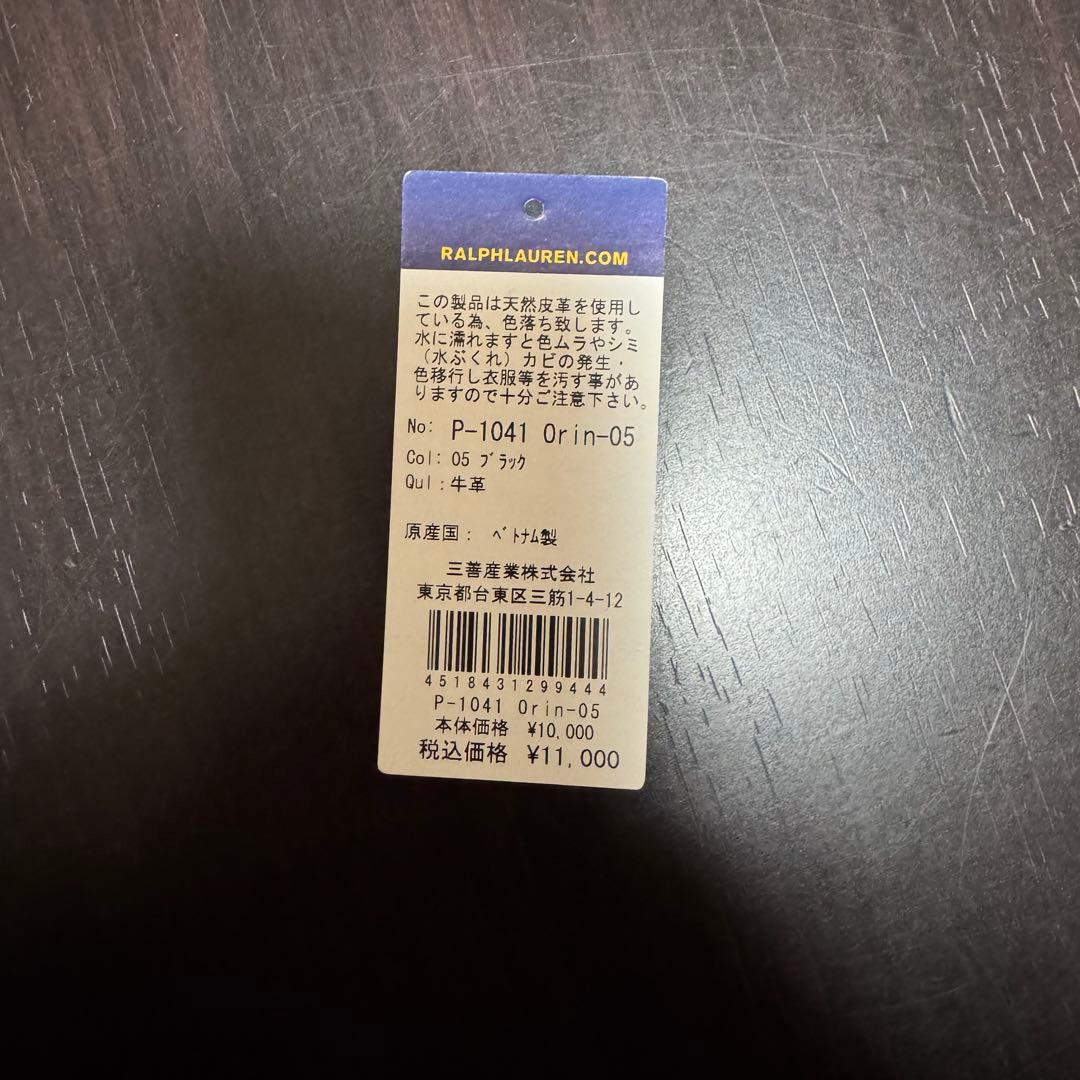 RALPHLAUREN.COM
この製品は天然皮革を使用し
ている為、色落ち致します。
水に濡れますと色ムラやシミ
（水ぶくれ）カビの発生・
色移行し衣服等を汚す事があ
りますので十分ご注意下さい。
No: P-1041 Orin-05
Col: 05 ﾌﾞﾗｯｸ
Qul : 牛革
原産国： ﾍﾞﾄﾅﾑ製
三善産業株式会社
東京都台東区三筋1-4-12
4518431299444
P-1041 Orin-05
本体価格 ¥10,000
税込価格 ¥11,000